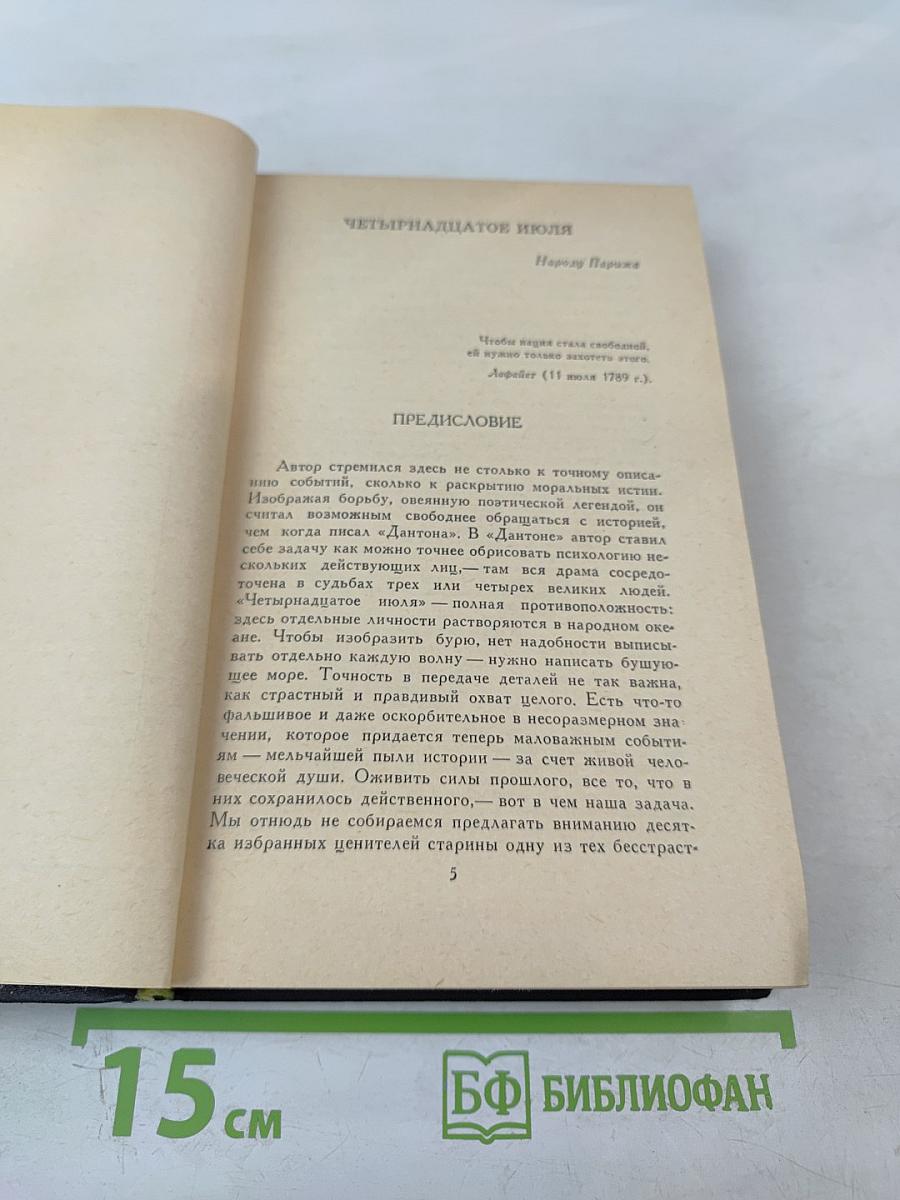 ЧЕТЫРНАДЦАТОЕ ИЮЛЯ
Народу Парижа
Чтобы нация стала свободной,
ей нужно только захотеть этого.
Лафайет (11 июля 1789 г.).
ПРЕДИСЛОВИЕ
Автор стремился здесь не столько к точному описа-
нию событий, сколько к раскрытию моральных истин.
Изображая борьбу, овеянную поэтической легендой, он
считал возможным свободнее обращаться с историей,
чем когда писал «Дантона». В «Дантоне» автор ставил
себе задачу как можно точнее обрисовать психологию не-
скольких действующих лиц,— там вся драма сосредо-
точена в судьбах трех или четырех великих людей.
«Четырнадцатое июля» — полная противоположность:
здесь отдельные личности растворяются в народном оке-
ане. Чтобы изобразить бурю, нет надобности выписы-
вать отдельно каждую волну — нужно написать бушую-
щее море. Точность в передаче деталей не так важна,
как страстный и правдивый охват целого. Есть что-то
фальшивое и даже оскорбительное в несоразмерном зна-
чении, которое придается теперь маловажным событи-
ям — мельчайшей пыли истории — за счет живой чело-
веческой души. Оживить силы прошлого, все то, что в
них сохранилось действенного,— вот в чем наша задача.
Мы отнюдь не собираемся предлагать вниманию десят-
ка избранных ценителей старины одну из тех бесстраст-
5
15 см
БФ БИБЛИОФАН